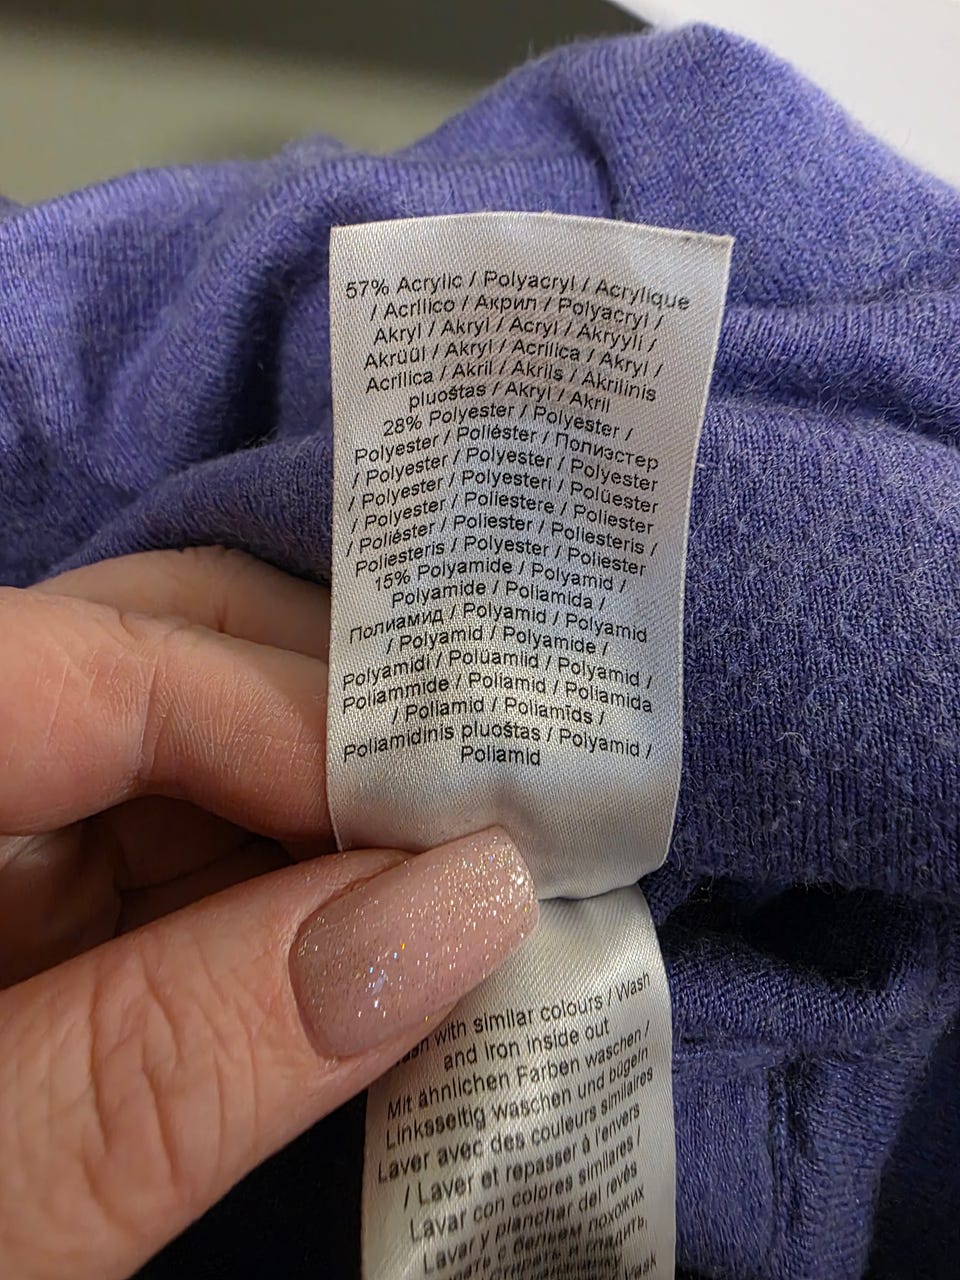 57% Acrylic / Polyacryl / Acrylique
/ Acrílico / Акрил / Polyacryl /
Akryl / Akryl / Acryl / Akryyli /
Akrüül / Akryl / Acrilica / Akryl /
Acrilica / Akril / Akrils / Akrilinis
pluoštas / Akryl / Akril
28% Polyester / Polyester /
Polyester / Poliéster / Полиэстер
/ Polyester / Polyester / Polyester
/ Polyester / Polyesteri / Polüester
/ Polyester / Poliestere / Poliester
/ Poliéster / Poliester / Poliesteris /
Poliesteris / Polyester / Poliester
15% Polyamide / Polyamid /
Polyamide / Poliamida /
Полиамид / Polyamid / Polyamid
/ Polyamid / Polyamide /
Polyamidi / Polüamiid / Polyamid /
Poliammide / Poliamid / Poliamida
/ Poliamid / Poliamīds /
Poliamidinis pluoštas / Polyamid /
Poliamid
with similar colours / Wash
and iron inside out
Mit ähnlichen Farben waschen /
Linksseitig waschen und bügeln
Laver avec des couleurs similaires
/ Laver et repasser à l'envers
Lavar con colores similares /
Lavar y planchar del revés
с бельем похожих
и гладить